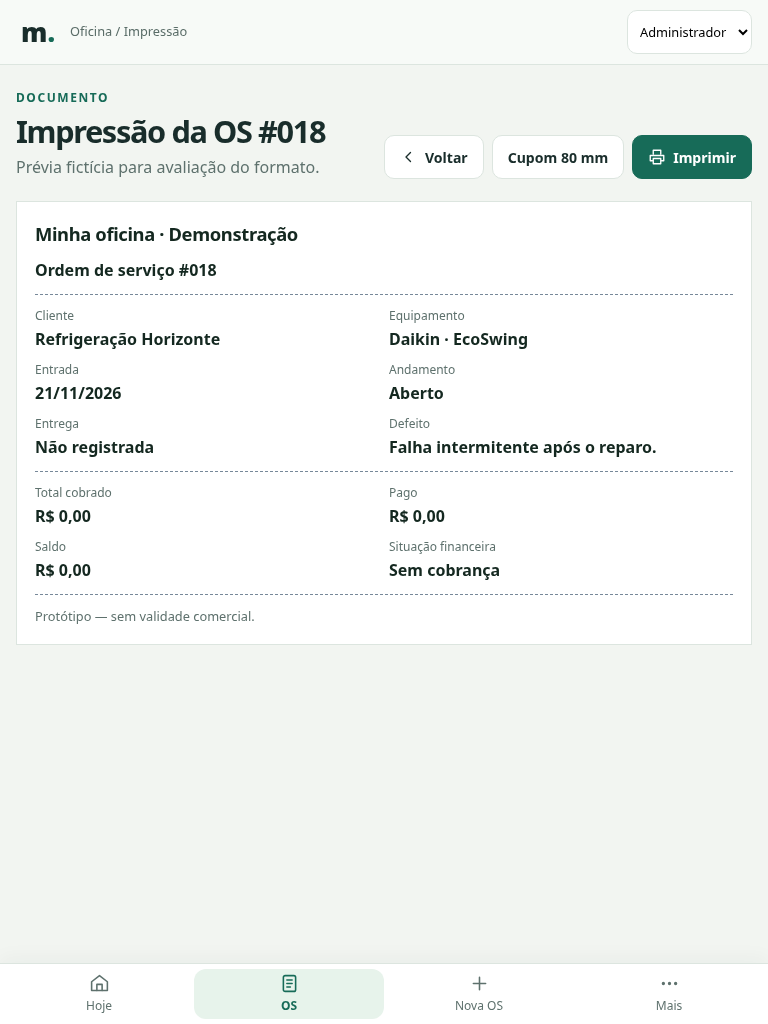 m. Oficina / Impressão Administrador
DOCUMENTO
Impressão da OS #018
Prévia fictícia para avaliação do formato.
Voltar Cupom 80 mm Imprimir
Minha oficina · Demonstração
Ordem de serviço #018
Cliente Equipamento
Refrigeração Horizonte Daikin · EcoSwing
Entrada Andamento
21/11/2026 Aberto
Entrega Defeito
Não registrada Falha intermitente após o reparo.
Total cobrado Pago
R$ 0,00 R$ 0,00
Saldo Situação financeira
R$ 0,00 Sem cobrança
Protótipo — sem validade comercial.
Hoje OS Nova OS Mais